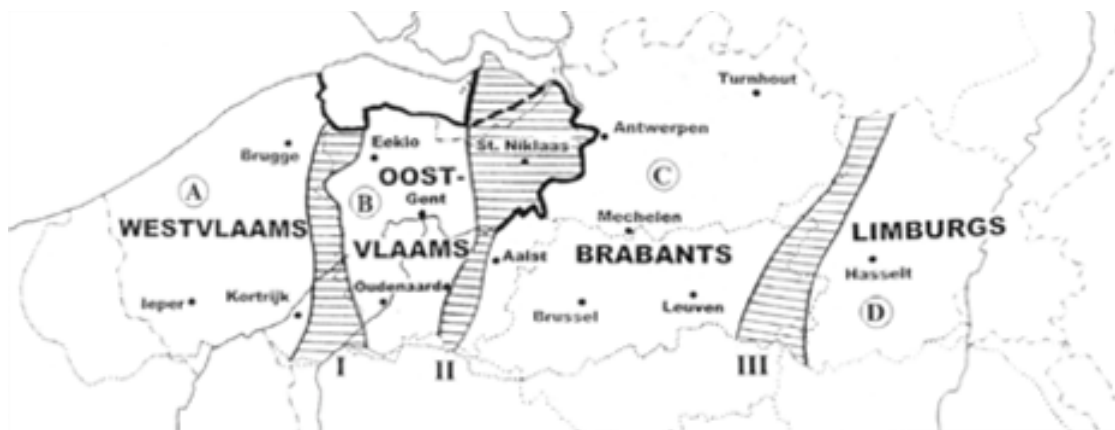 Turnhout
Antwerpen
Eeklo
St. Niklaas
Brugge
OOST-
A
B
C
Gent
Mechelen
WESTVLAAMS
LIMBURGS
VLAAMS
Aalst
BRABANTS
Hasselt
Ieper
Kortrijk
Oudenaarde
Brussel
Leuven
D
I
II
III